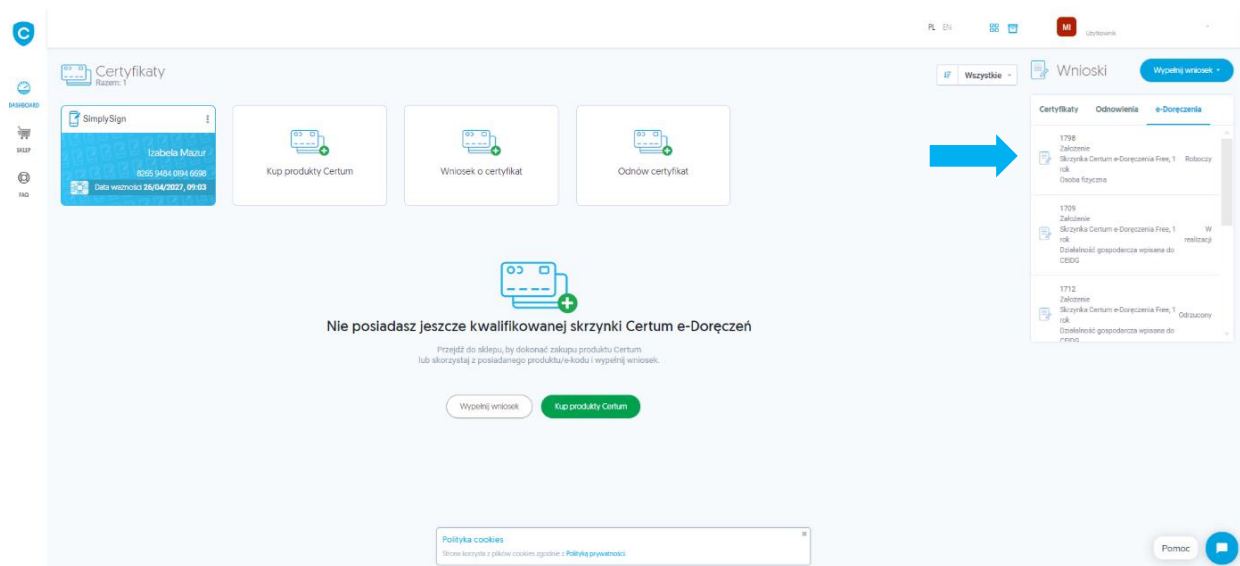 PL EN
MI
Użytkownik
DASHBOARD
SKLEP
FAQ
Certyfikaty
Razem: 1
Wszystkie
Wnioski
Wypełnij wniosek
SimplySign
Izabela Mazur
8265 9484 0194 6698
Data ważności 26/04/2027, 09:03
Kup produkty Certum
Wniosek o certyfikat
Odnów certyfikat
Certyfikaty Odnowienia e-Doręczenia
1798
Założenie
Skrzynka Certum e-Doręczenia Free, 1 Roboczy
rok
Osoba fizyczna
1709
Założenie
Skrzynka Certum e-Doręczenia Free, 1 W
rok realizacji
Działalność gospodarcza wpisana do
CEIDG
1712
Założenie
Skrzynka Certum e-Doręczenia Free, 1 Odrzucony
rok
Działalność gospodarcza wpisana do
CEIDG
Nie posiadasz jeszcze kwalifikowanej skrzynki Certum e-Doręczeń
Przejdź do sklepu, by dokonać zakupu produktu Certum
lub skorzystaj z posiadanego produktu/e-kodu i wypełnij wniosek.
Wypełnij wniosek
Kup produkty Certum
Polityka cookies
Strona korzysta z plików cookies zgodnie z Polityką prywatności.
Pomoc